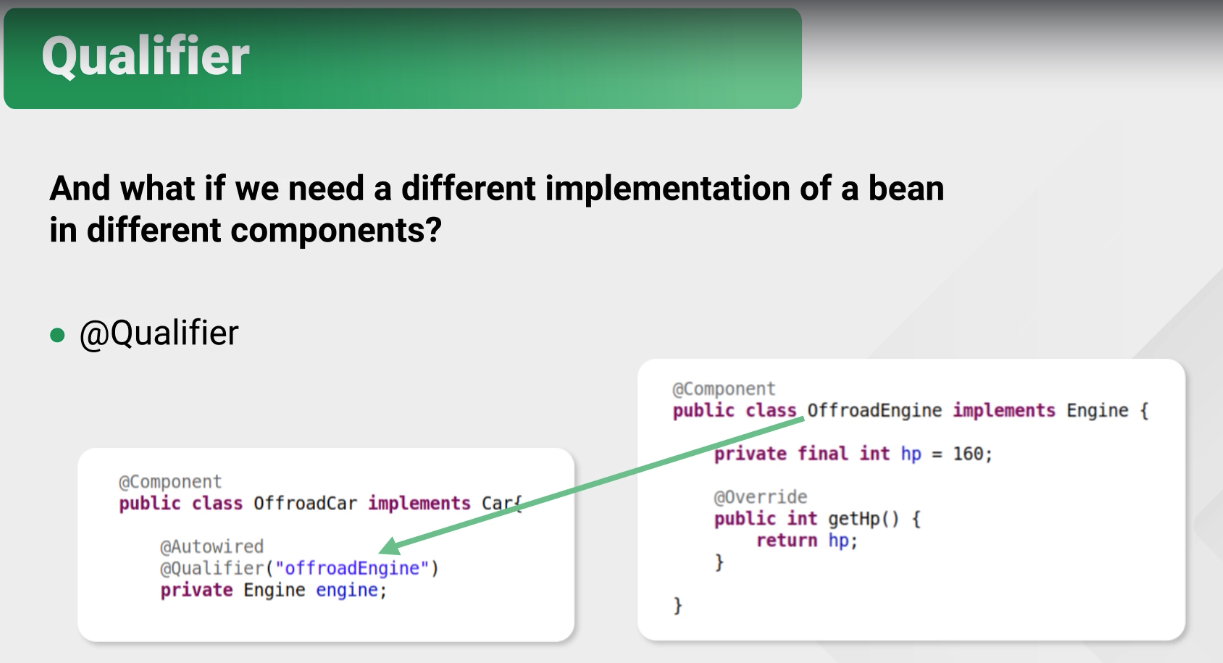 Qualifier
And what if we need a different implementation of a bean
in different components?
@Qualifier
@Component
public class OffroadCar implements Car{
@Autowired
@Qualifier("offroadEngine")
private Engine engine;
@Component
public class OffroadEngine implements Engine {
private final int hp = 160;
@Override
public int getHp() {
return hp;
}
}